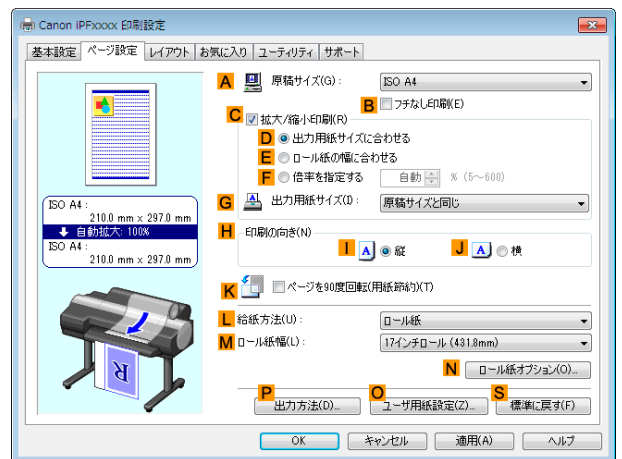 Canon iPFxxxx 印刷設定
基本設定 ページ設定 レイアウト お気に入り ユーティリティ サポート
A 原稿サイズ(G): ISO A4
B フチなし印刷(E)
C 拡大/縮小印刷(R)
D 出力用紙サイズに合わせる
E ロール紙の幅に合わせる
F 倍率を指定する 自動 % (5～600)
G 出力用紙サイズ(I): 原稿サイズと同じ
ISO A4:
210.0 mm x 297.0 mm
自動拡大: 100%
ISO A4:
210.0 mm x 297.0 mm
H 印刷の向き(N)
I A 縦 J A 横
K ページを90度回転(用紙節約)(T)
L 給紙方法(U): ロール紙
M ロール紙幅(L): 17インチロール (431.8mm)
N ロール紙オプション(O)...
R
P 出力方法(D)... O ユーザ用紙設定(Z)... S 標準に戻す(F)
OK キャンセル 適用(A) ヘルプ